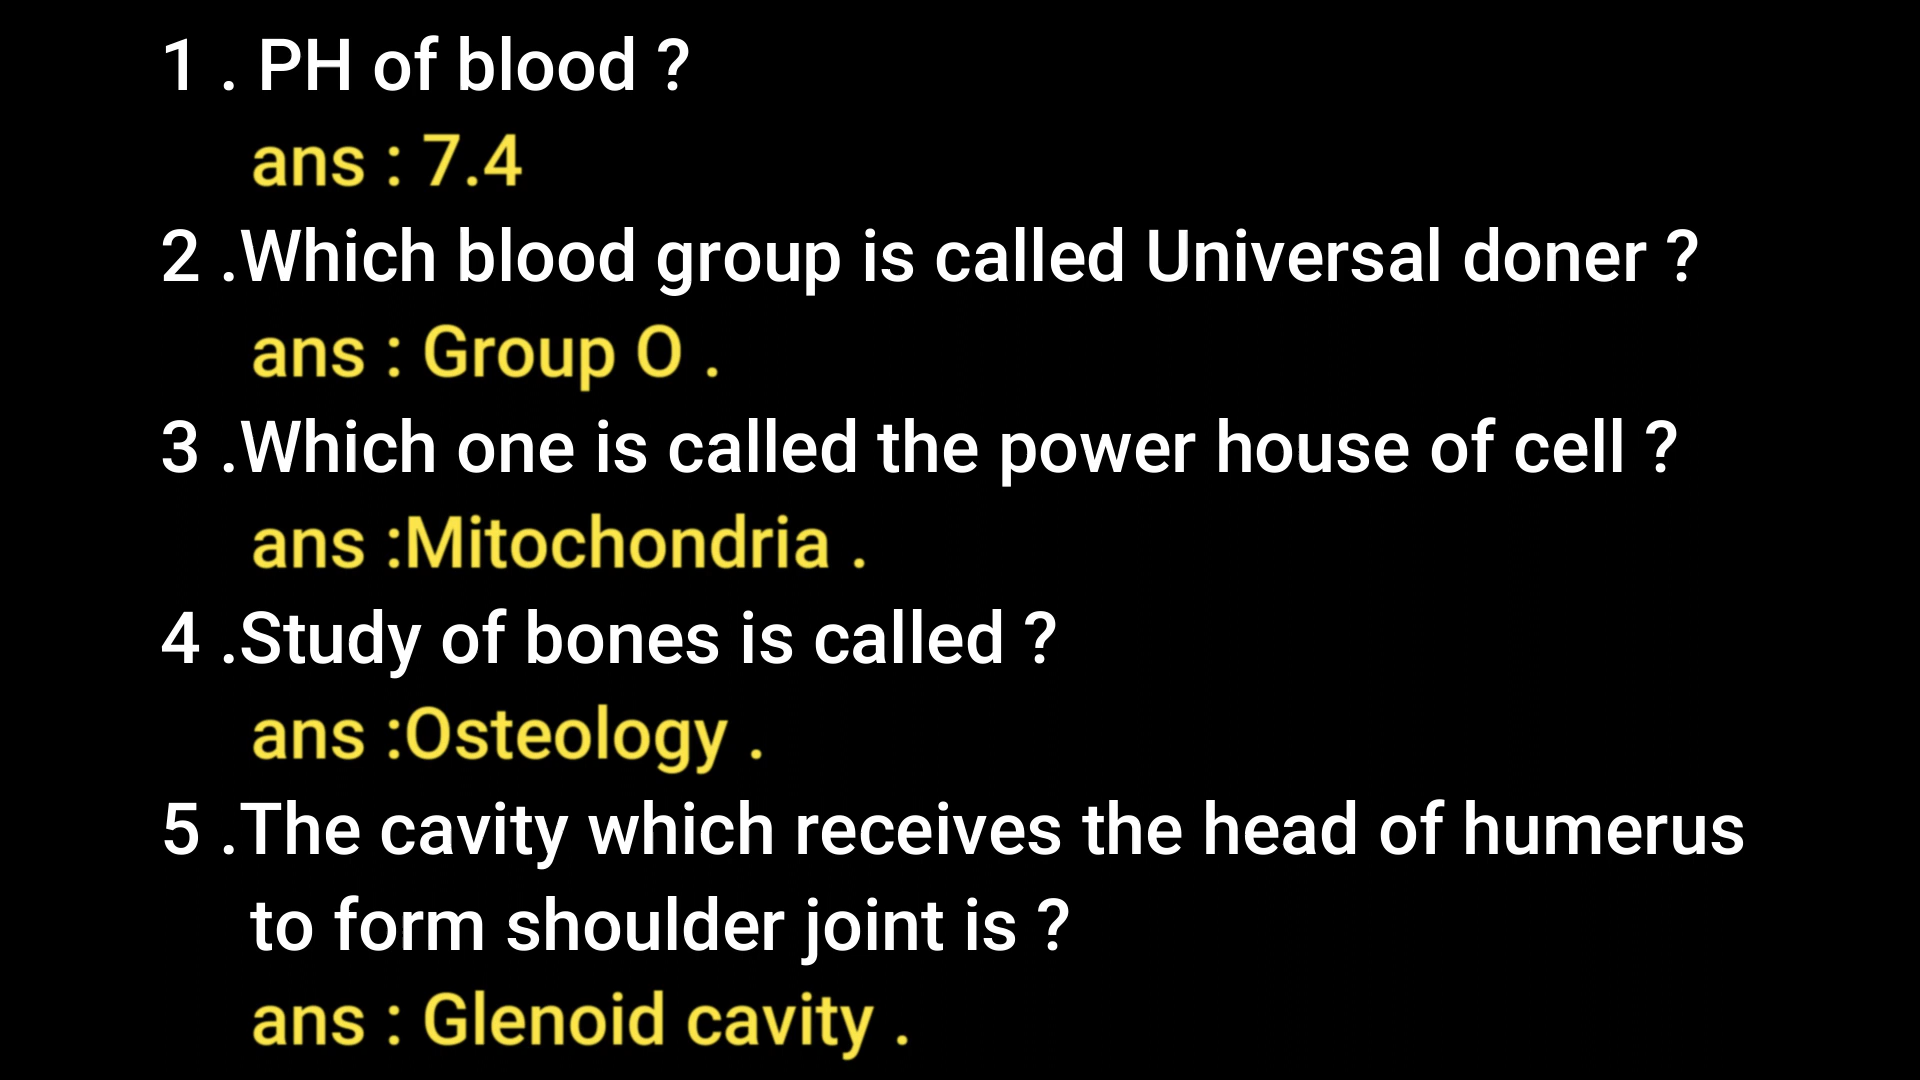 1 . PH of blood ?
ans : 7.4
2 .Which blood group is called Universal doner ?
ans : Group O .
3 .Which one is called the power house of cell ?
ans :Mitochondria .
4 .Study of bones is called ?
ans :Osteology .
5 .The cavity which receives the head of humerus
to form shoulder joint is ?
ans : Glenoid cavity .